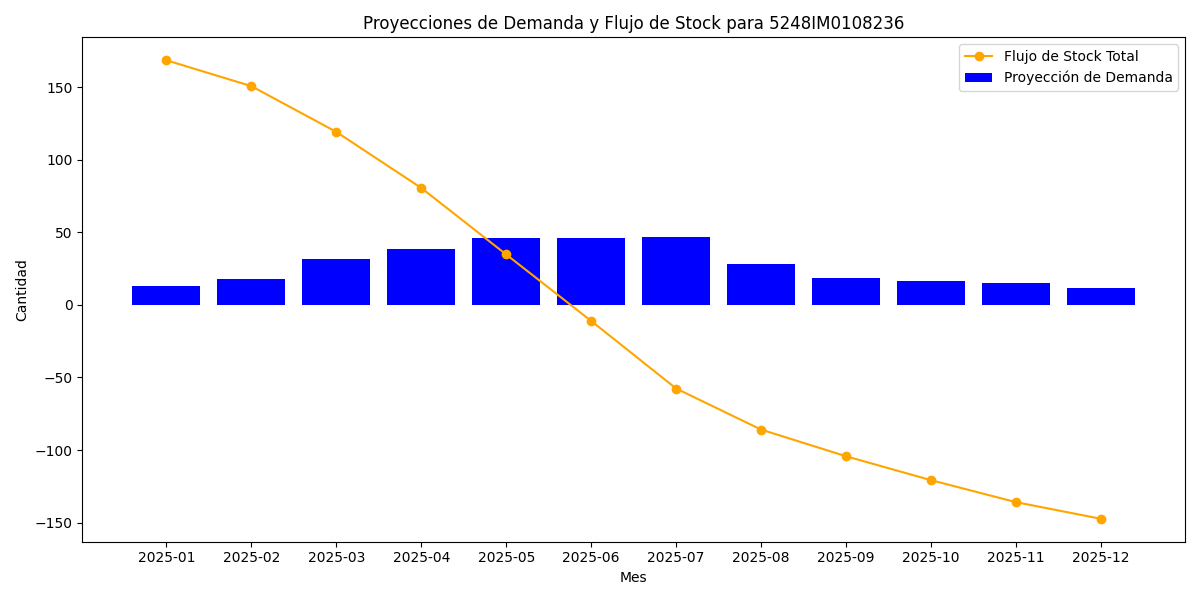 Proyecciones de Demanda y Flujo de Stock para 5248IM0108236
Flujo de Stock Total
Proyección de Demanda
Cantidad
150
100
50
0
−50
−100
−150
2025-01 2025-02 2025-03 2025-04 2025-05 2025-06 2025-07 2025-08 2025-09 2025-10 2025-11 2025-12
Mes